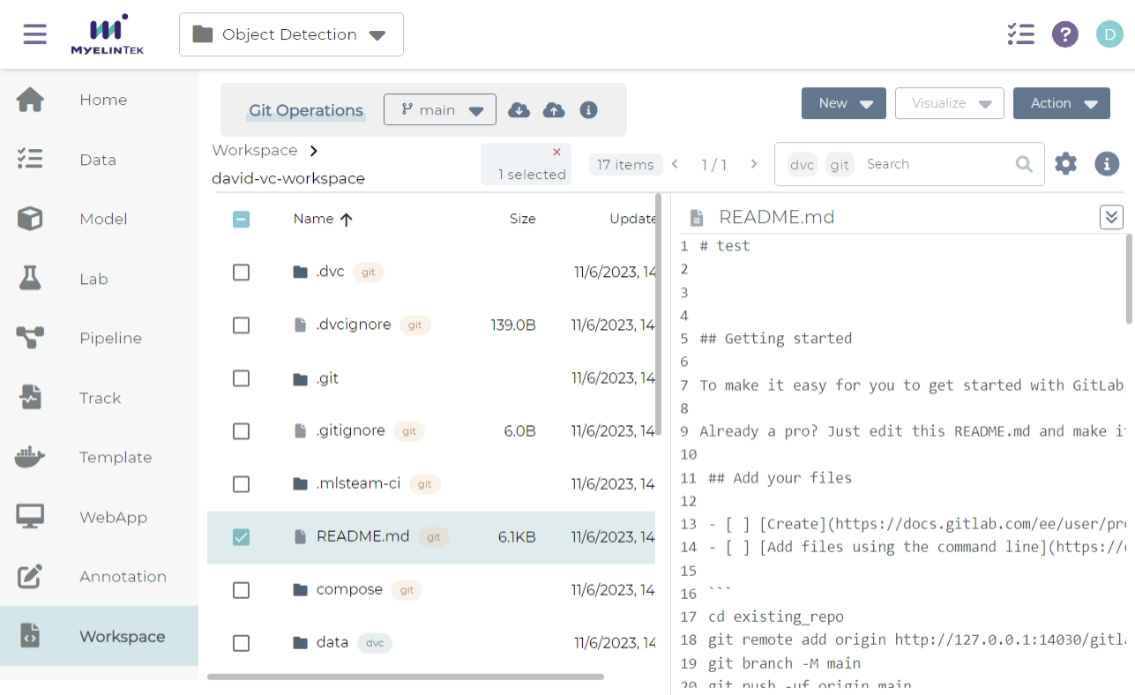 MYELINTEK
Object Detection
?
D
Home
Data
Model
Lab
Pipeline
Track
Template
WebApp
Annotation
Workspace
Git Operations
main
New
Visualize
Action
Workspace >
david-vc-workspace
× 1 selected
17 items
< 1 / 1 >
dvc git Search
Name ↑ Size Update
.dvc git 11/6/2023, 14
.dvcignore git 139.0B 11/6/2023, 14
.git 11/6/2023, 14
.gitignore git 6.0B 11/6/2023, 14
.mlsteam-ci git 11/6/2023, 14
README.md git 6.1KB 11/6/2023, 14
compose git 11/6/2023, 14
data dvc 11/6/2023, 14
README.md
1 # test
2
3
4
5 ## Getting started
6
7 To make it easy for you to get started with GitLab
8
9 Already a pro? Just edit this README.md and make i
10
11 ## Add your files
12
13 - [ ] [Create](https://docs.gitlab.com/ee/user/pr
14 - [ ] [Add files using the command line](https://
15
16 ```
17 cd existing_repo
18 git remote add origin http://127.0.0.1:14030/gitl
19 git branch -M main
20 git push -uf origin main